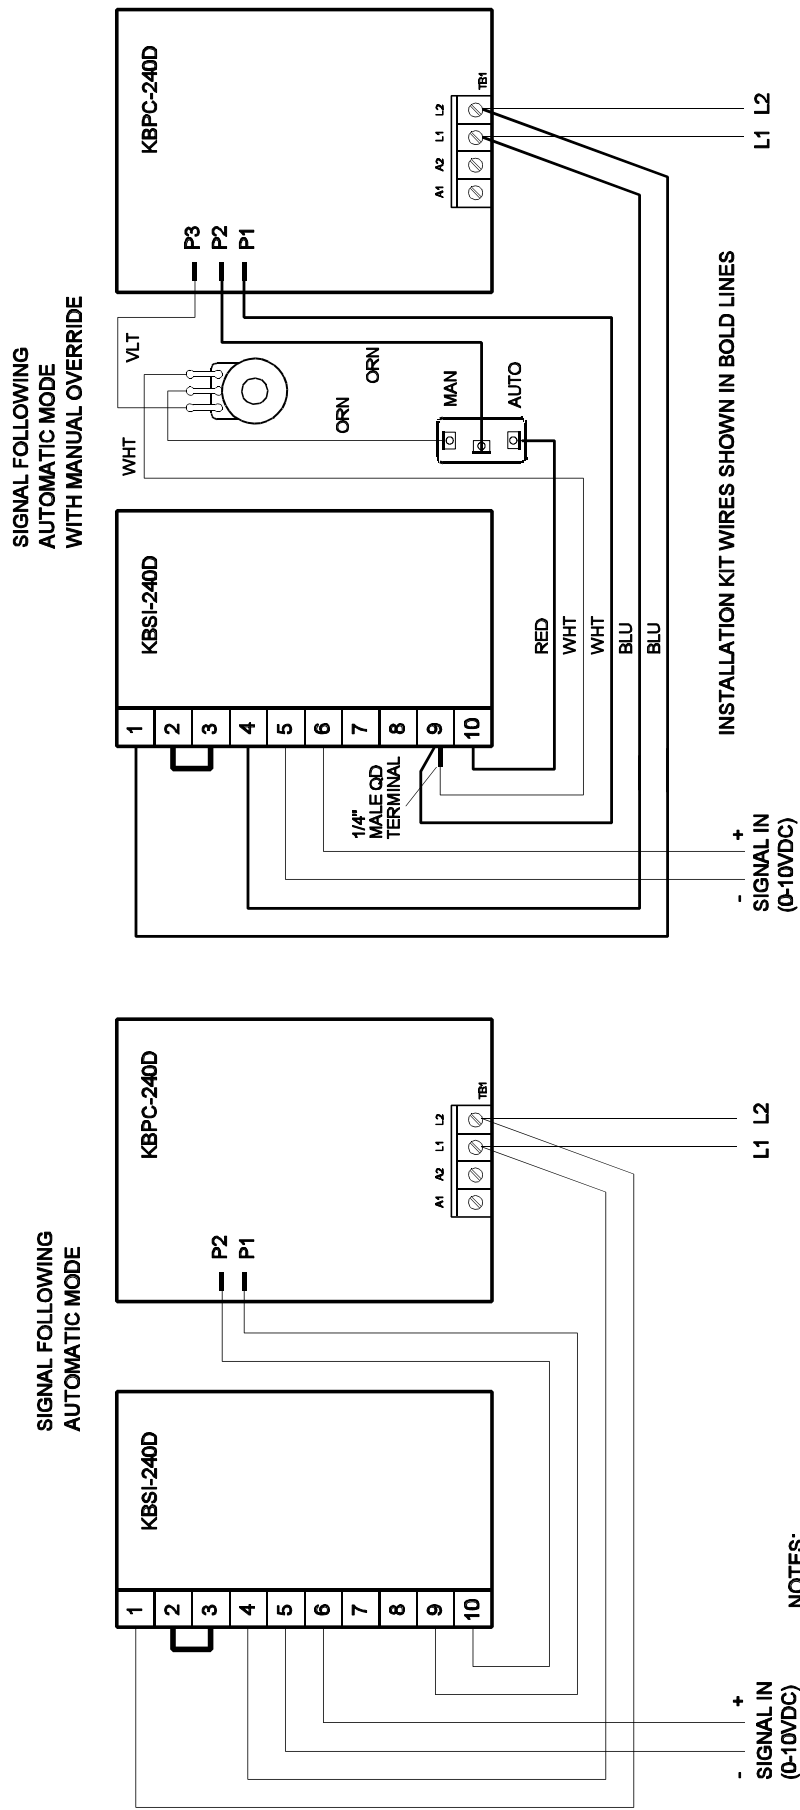 SIGNAL FOLLOWING
AUTOMATIC MODE
KBSI-240D
1
2
3
4
5
6
7
8
9
10
KBPC-240D
P2
P1
A1
A2
L1
L2
TB1
L1
L2
-
+
SIGNAL IN
(0-10VDC)
NOTES:
SIGNAL FOLLOWING
AUTOMATIC MODE
WITH MANUAL OVERRIDE
KBSI-240D
1
2
3
4
5
6
7
8
9
10
1/4"
MALE QD
TERMINAL
WHT
VLT
ORN
ORN
MAN
AUTO
RED
WHT
WHT
BLU
BLU
KBPC-240D
P3
P2
P1
A1
A2
L1
L2
TB1
L1
L2
-
+
SIGNAL IN
(0-10VDC)
INSTALLATION KIT WIRES SHOWN IN BOLD LINES